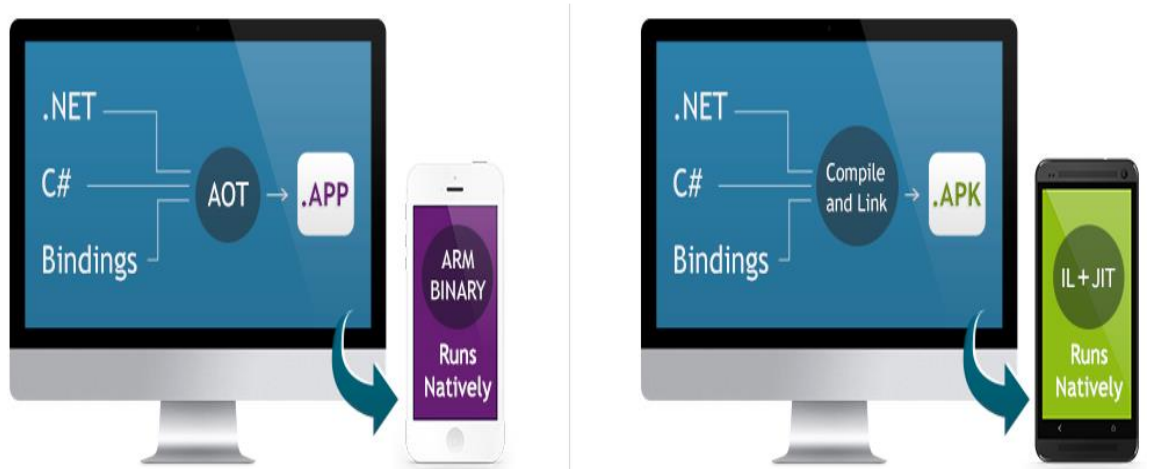 .NET
C#
Bindings
AOT
.APP
ARM
BINARY
Runs
Natively
.NET
C#
Bindings
Compile
and Link
.APK
IL + JIT
Runs
Natively